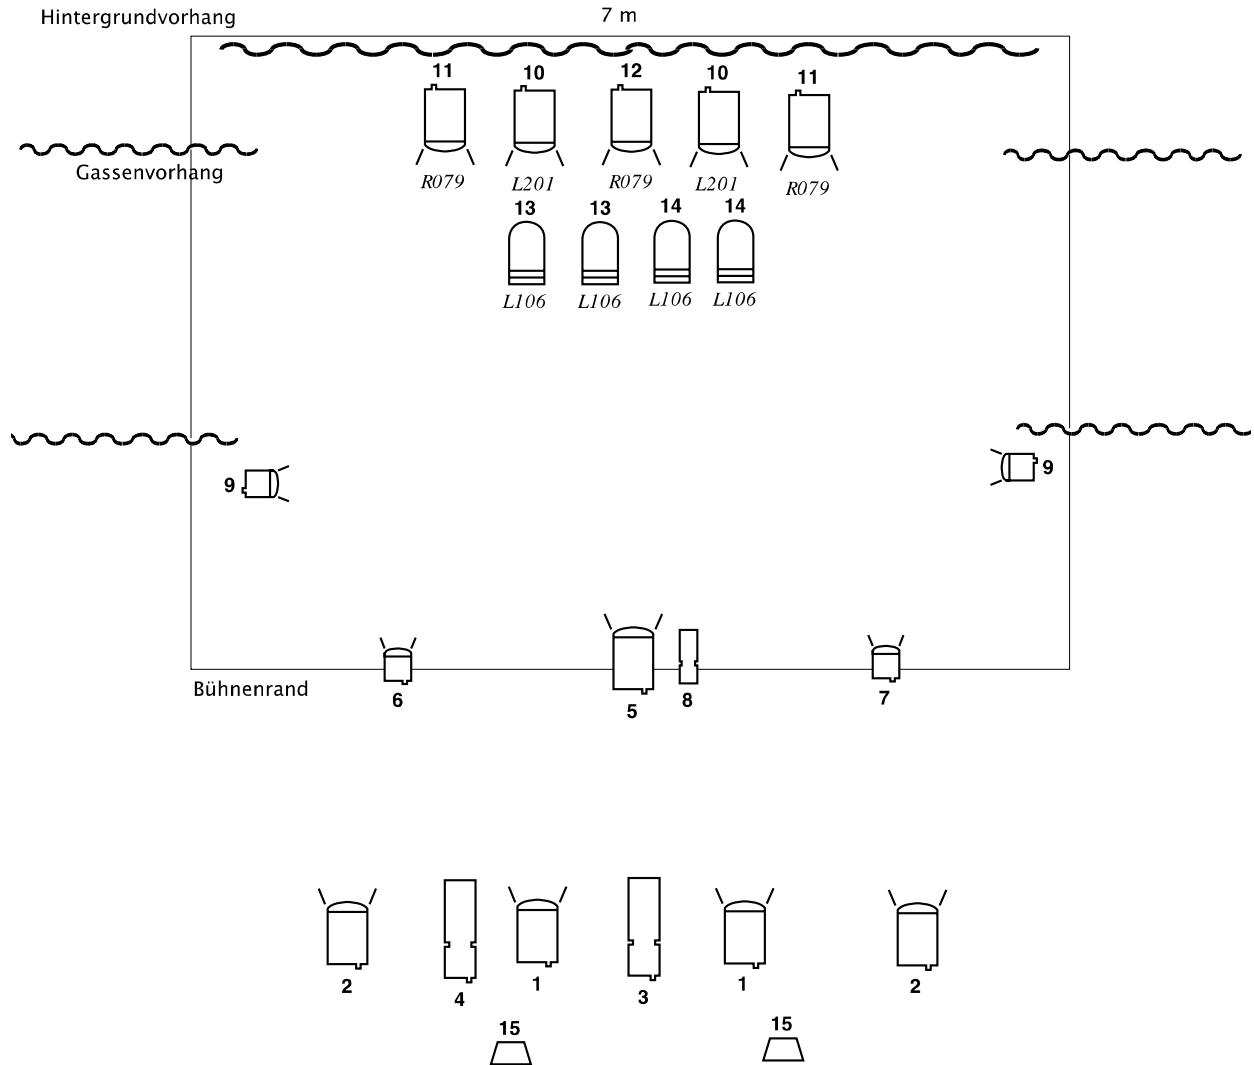 Hintergrundvorhang 7 m
11 10 12 10 11
Gassenvorhang
R079 L201 R079 L201 R079
13 13 14 14
L106 L106 L106 L106
9 9
Bühnenrand
6 5 8 7
2 4 1 3 1 2
15 15